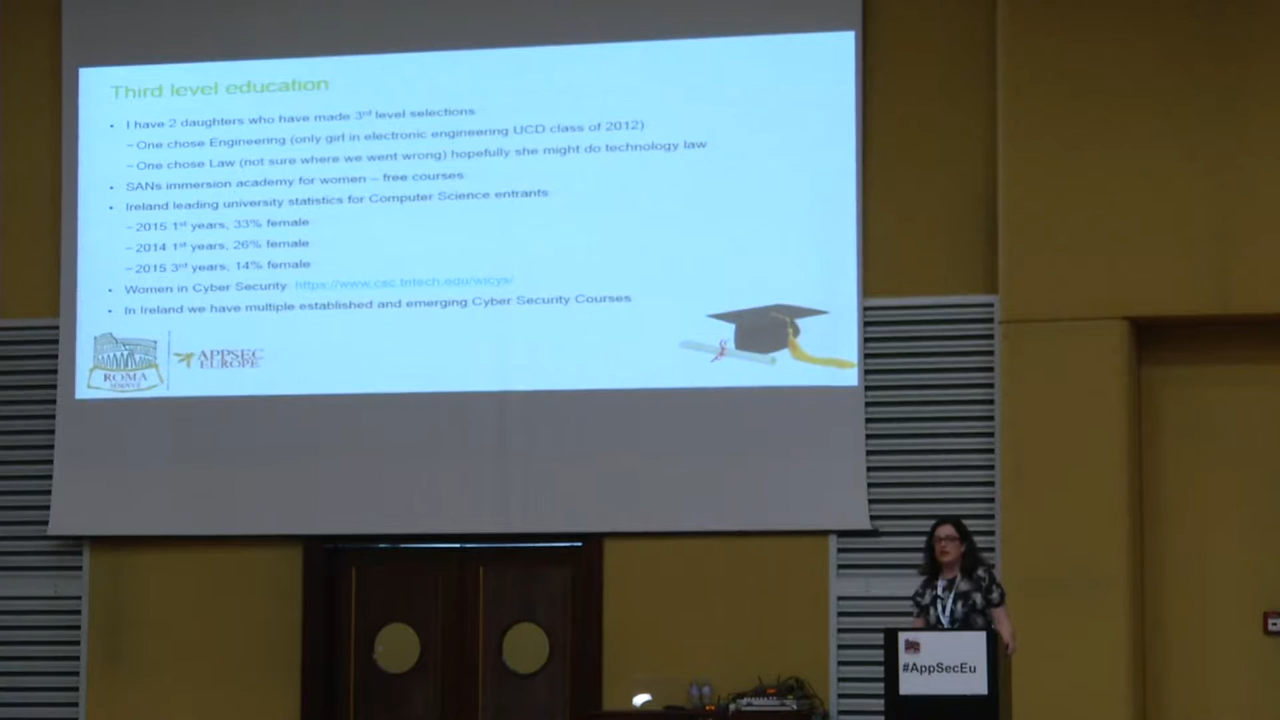 Third level education
• I have 2 daughters who have made 3rd level selections
– One chose Engineering (only girl in electronic engineering UCD class of 2012)
– One chose Law (not sure where we went wrong) hopefully she might do technology law
• SANs immersion academy for women – free courses
• Ireland leading university statistics for Computer Science entrants
– 2015 1st years, 33% female
– 2014 1st years, 26% female
– 2015 3rd years, 14% female
• Women in Cyber Security https://www.csc.tntech.edu/wicys/
• In Ireland we have multiple established and emerging Cyber Security Courses
ROMA
APPSEC
EUROPE
#AppSecEu